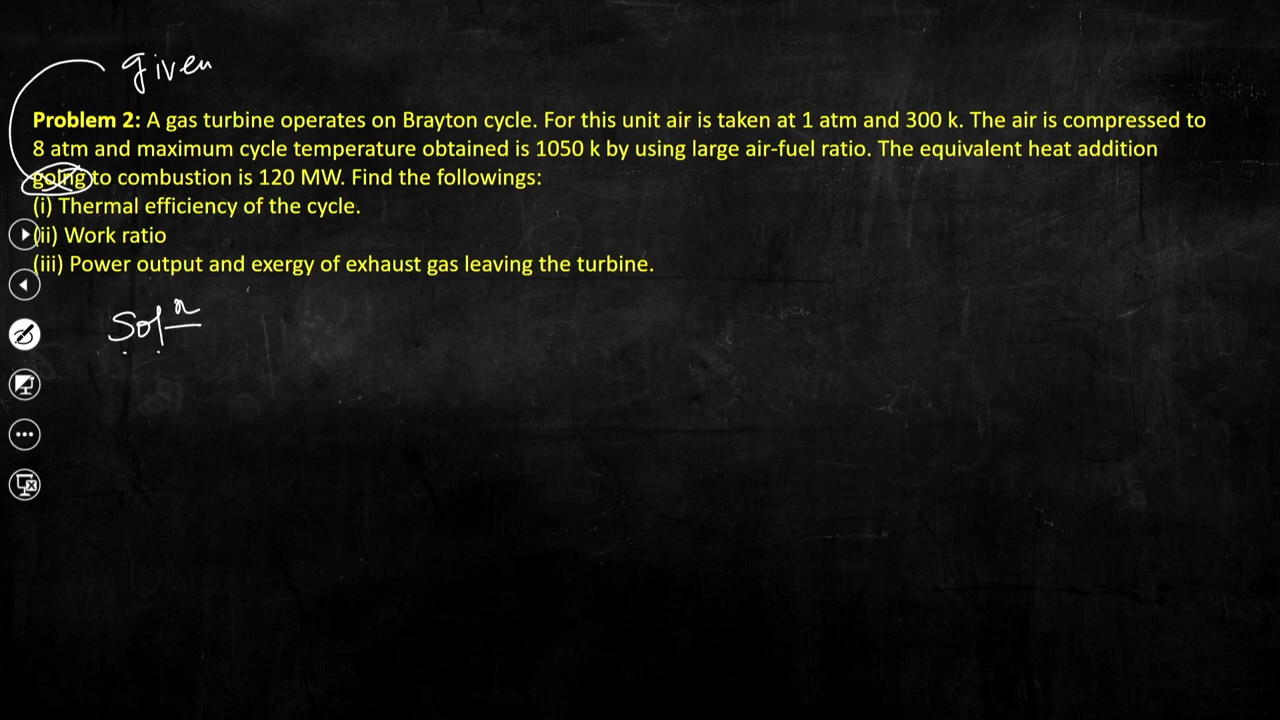 given
Problem 2: A gas turbine operates on Brayton cycle. For this unit air is taken at 1 atm and 300 k. The air is compressed to
8 atm and maximum cycle temperature obtained is 1050 k by using large air-fuel ratio. The equivalent heat addition
going to combustion is 120 MW. Find the followings:
(i) Thermal efficiency of the cycle.
(ii) Work ratio
(iii) Power output and exergy of exhaust gas leaving the turbine.
Solⁿ